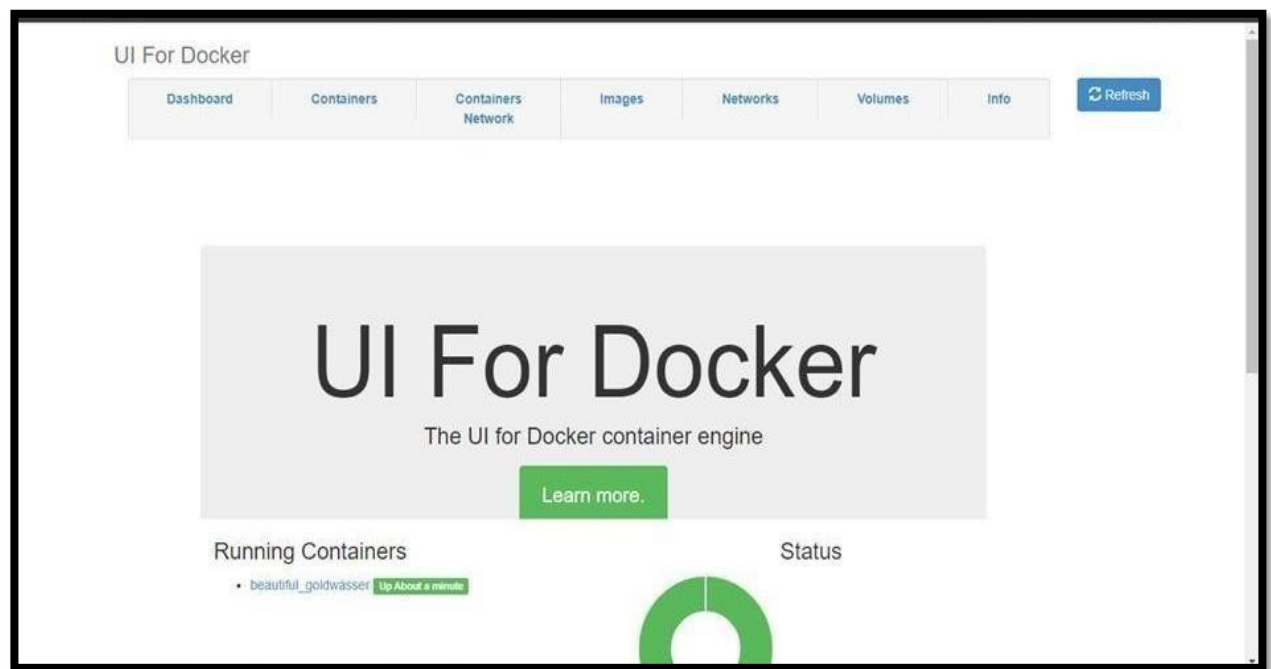 UI For Docker
Dashboard Containers Containers Network Images Networks Volumes Info Refresh
UI For Docker
The UI for Docker container engine
Learn more.
Running Containers
Status
beautiful_goldwasser Up About a minute